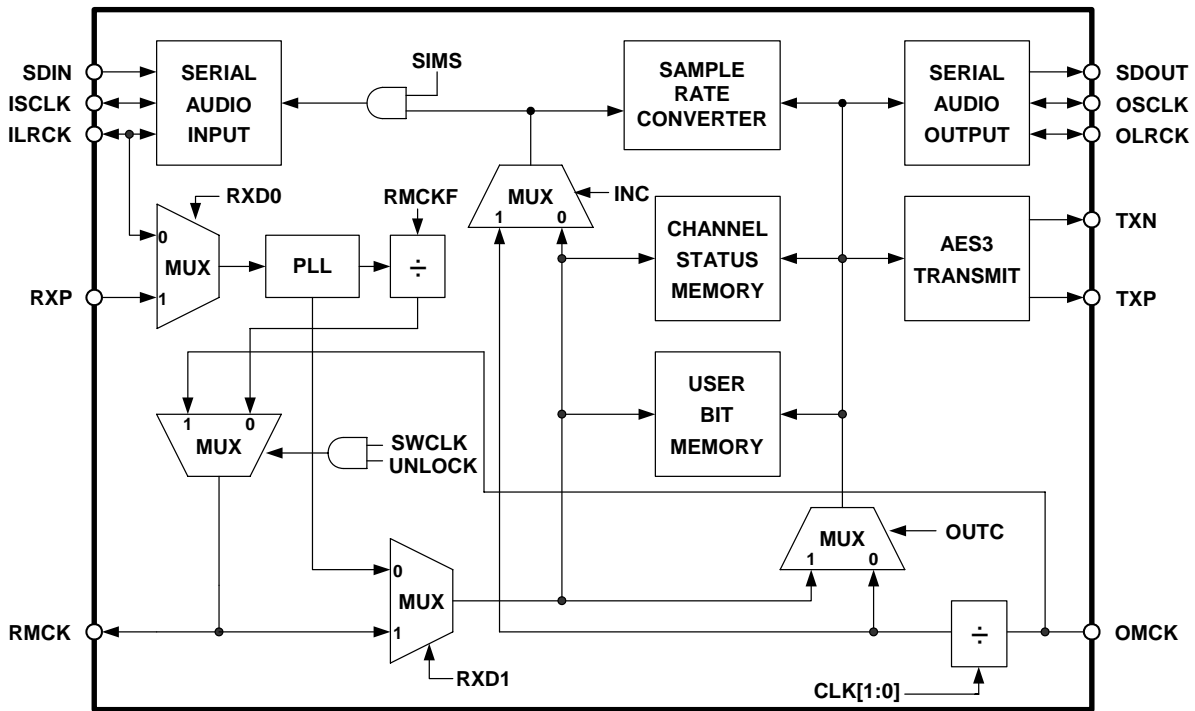 SIMS
SDIN
ISCLK
ILRCK
SERIAL
AUDIO
INPUT
SAMPLE
RATE
CONVERTER
SERIAL
AUDIO
OUTPUT
SDOUT
OSCLK
OLRCK
RXD0
RMCKF
MUX
1 0
INC
0
MUX
1
RXP
PLL
÷
CHANNEL
STATUS
MEMORY
AES3
TRANSMIT
TXN
TXP
1 0
MUX
SWCLK
UNLOCK
USER
BIT
MEMORY
MUX
1 0
OUTC
0
MUX
1
RXD1
RMCK
÷
OMCK
CLK[1:0]